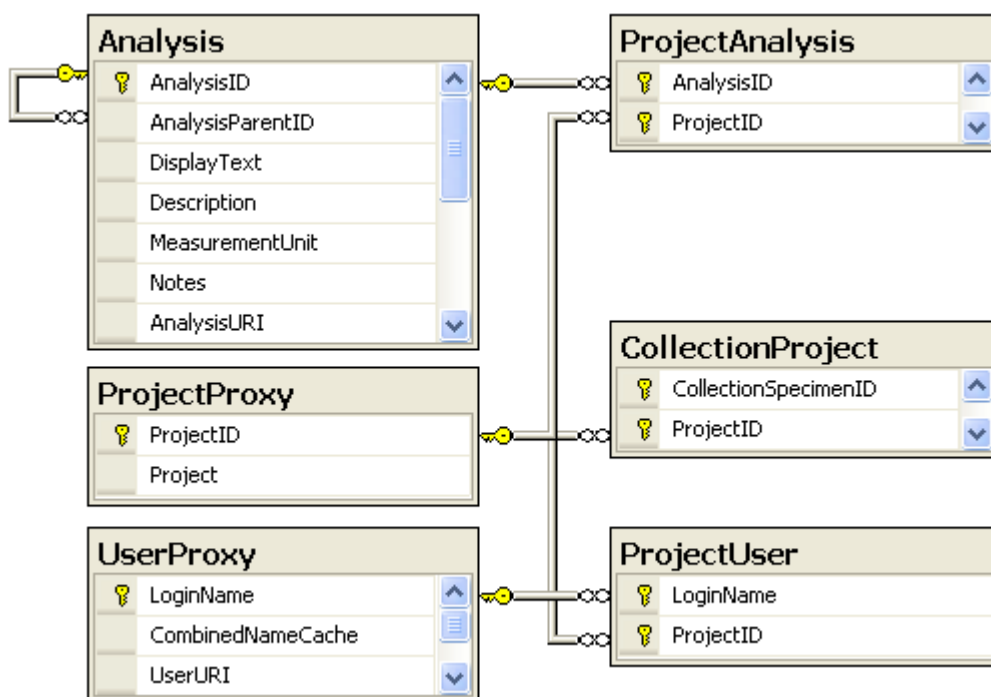 Analysis
AnalysisID
AnalysisParentID
DisplayText
Description
MeasurementUnit
Notes
AnalysisURI
ProjectAnalysis
AnalysisID
ProjectID
CollectionProject
CollectionSpecimenID
ProjectID
ProjectProxy
ProjectID
Project
UserProxy
LoginName
CombinedNameCache
UserURI
ProjectUser
LoginName
ProjectID